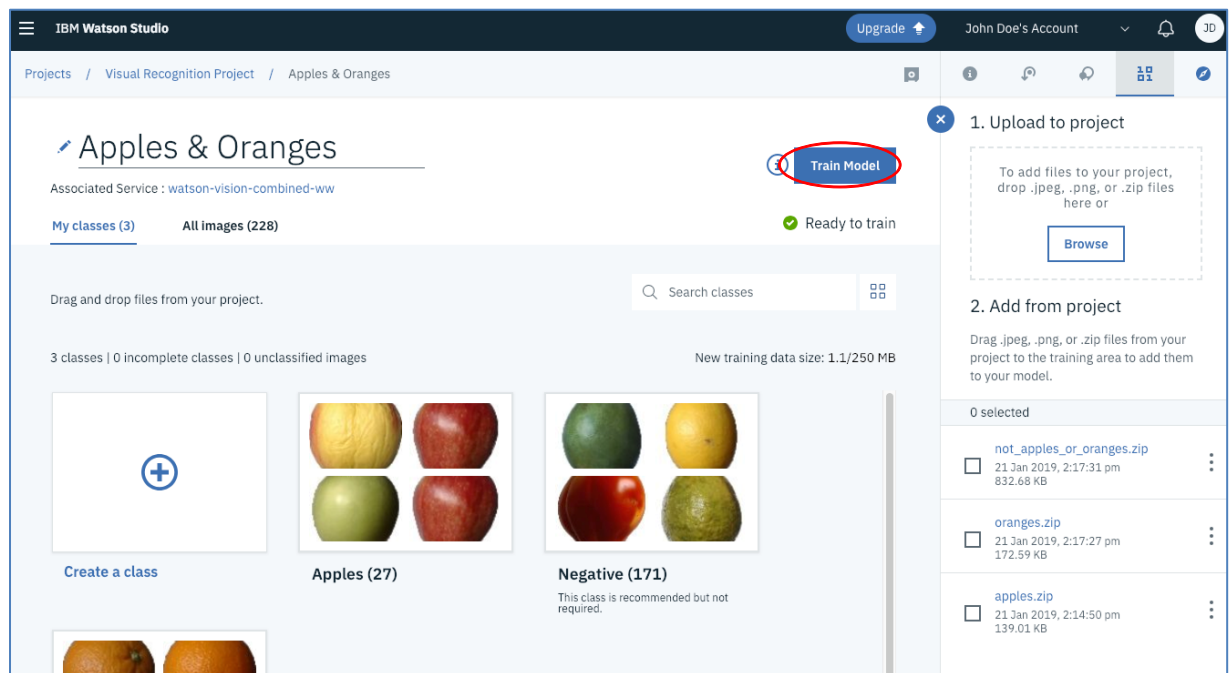 IBM Watson Studio
Upgrade
John Doe's Account
JD
Projects / Visual Recognition Project / Apples & Oranges
Apples & Oranges
Train Model
Associated Service : watson-vision-combined-ww
My classes (3)
All images (228)
Ready to train
Drag and drop files from your project.
Search classes
3 classes | 0 incomplete classes | 0 unclassified images
New training data size: 1.1/250 MB
Create a class
Apples (27)
Negative (171)
This class is recommended but not
required.
1. Upload to project
To add files to your project,
drop .jpeg, .png, or .zip files
here or
Browse
2. Add from project
Drag .jpeg, .png, or .zip files from your
project to the training area to add them
to your model.
0 selected
not_apples_or_oranges.zip
21 Jan 2019, 2:17:31 pm
832.68 KB
oranges.zip
21 Jan 2019, 2:17:27 pm
172.59 KB
apples.zip
21 Jan 2019, 2:14:50 pm
139.01 KB